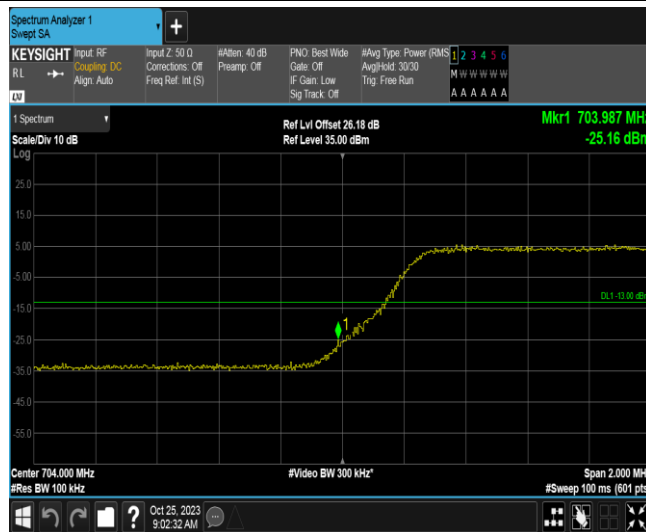 Spectrum Analyzer 1
Swept SA
+
KEYSIGHT
RL
LXI
Input: RF
Coupling: DC
Align: Auto
Input Z: 50 Ω
Corrections: Off
Freq Ref: Int (S)
#Atten: 40 dB
Preamp: Off
PNO: Best Wide
Gate: Off
IF Gain: Low
Sig Track: Off
#Avg Type: Power (RMS
Avg|Hold: 30/30
Trig: Free Run
1 2 3 4 5 6
M W W W W W
A A A A A A
1 Spectrum
Scale/Div 10 dB
Log
Ref Lvl Offset 26.18 dB
Ref Level 35.00 dBm
Mkr1 703.987 MHz
-25.16 dBm
25.0
15.0
5.00
-5.00
-15.0
-25.0
-35.0
-45.0
-55.0
1
DL1 -13.00 dBm
Center 704.000 MHz
#Res BW 100 kHz
#Video BW 300 kHz*
Span 2.000 MHz
#Sweep 100 ms (601 pts)
?
Oct 25, 2023
9:02:32 AM